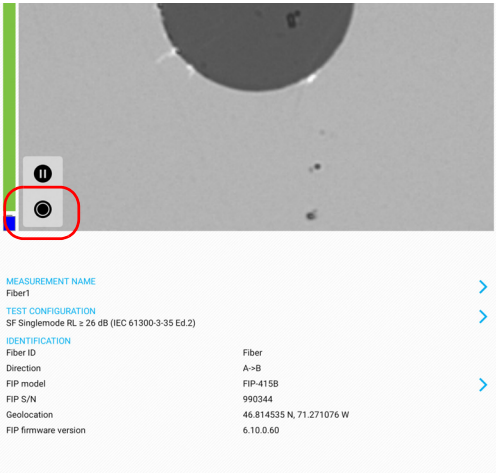 MEASUREMENT NAME
Fiber1
TEST CONFIGURATION
SF Singlemode RL ≥ 26 dB (IEC 61300-3-35 Ed.2)
IDENTIFICATION
Fiber ID Fiber
Direction A->B
FIP model FIP-415B
FIP S/N 990344
Geolocation 46.814535 N, 71.271076 W
FIP firmware version 6.10.0.60